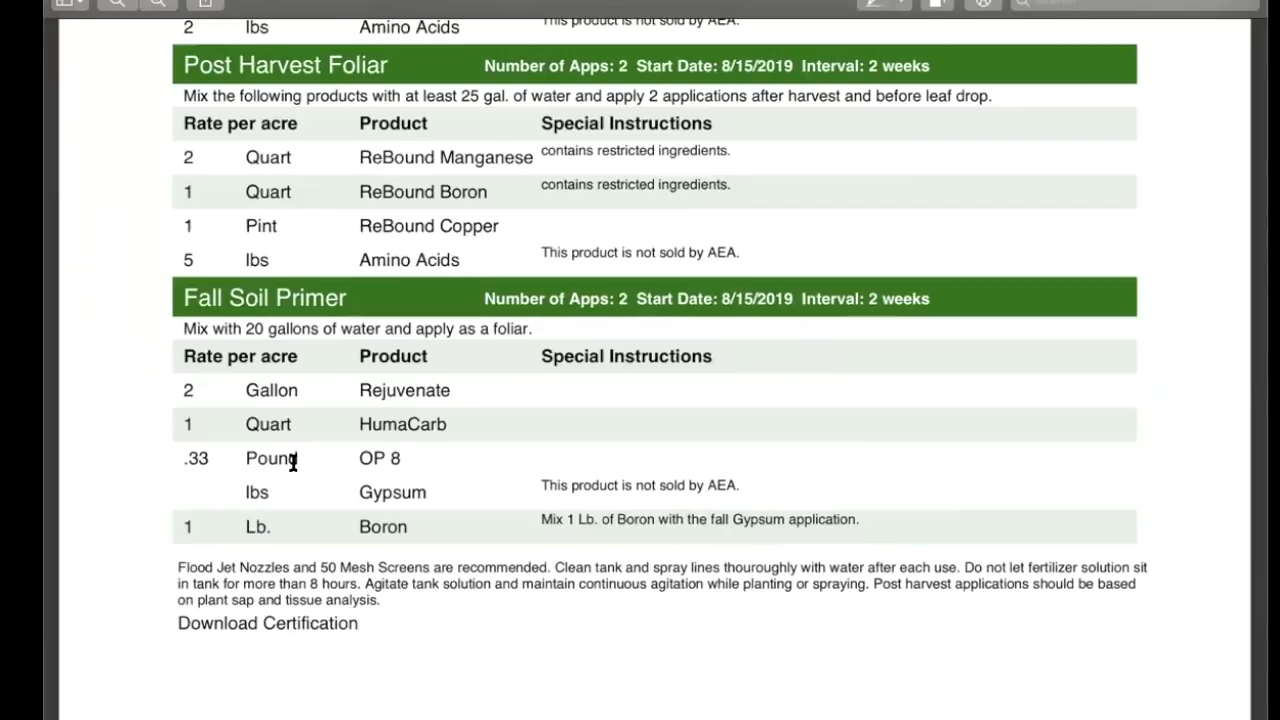 2 lbs Amino Acids This product is not sold by AEA.
Post Harvest Foliar Number of Apps: 2 Start Date: 8/15/2019 Interval: 2 weeks
Mix the following products with at least 25 gal. of water and apply 2 applications after harvest and before leaf drop.
Rate per acre Product Special Instructions
2 Quart ReBound Manganese contains restricted ingredients.
1 Quart ReBound Boron contains restricted ingredients.
1 Pint ReBound Copper
5 lbs Amino Acids This product is not sold by AEA.
Fall Soil Primer Number of Apps: 2 Start Date: 8/15/2019 Interval: 2 weeks
Mix with 20 gallons of water and apply as a foliar.
Rate per acre Product Special Instructions
2 Gallon Rejuvenate
1 Quart HumaCarb
.33 Pound OP 8
lbs Gypsum This product is not sold by AEA.
1 Lb. Boron Mix 1 Lb. of Boron with the fall Gypsum application.
Flood Jet Nozzles and 50 Mesh Screens are recommended. Clean tank and spray lines thouroughly with water after each use. Do not let fertilizer solution sit
in tank for more than 8 hours. Agitate tank solution and maintain continuous agitation while planting or spraying. Post harvest applications should be based
on plant sap and tissue analysis.
Download Certification